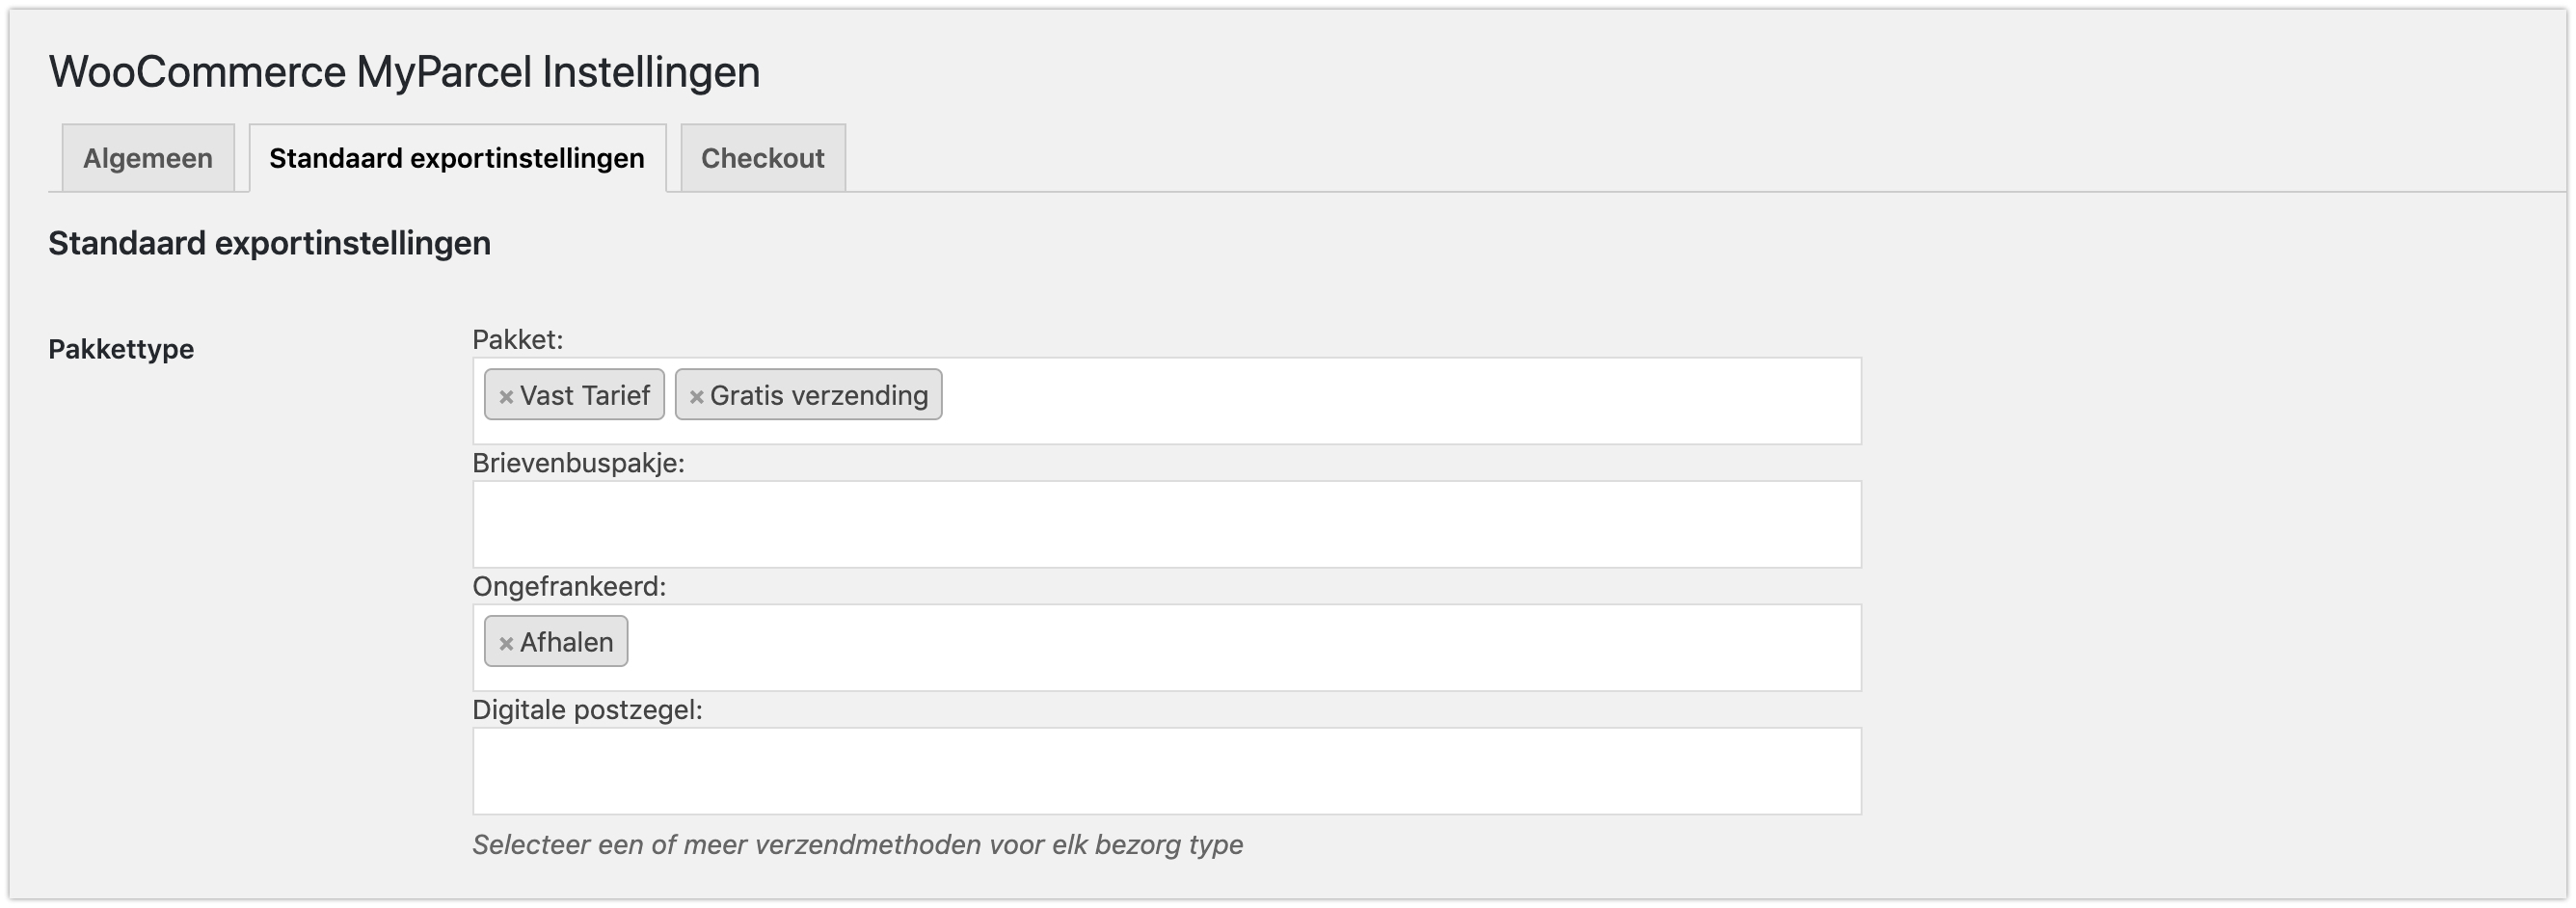 WooCommerce MyParcel Instellingen
Algemeen Standaard exportinstellingen Checkout
Standaard exportinstellingen
Pakkettype
Pakket:
× Vast Tarief × Gratis verzending
Brievenbuspakje:
Ongefrankeerd:
× Afhalen
Digitale postzegel:
Selecteer een of meer verzendmethoden voor elk bezorg type